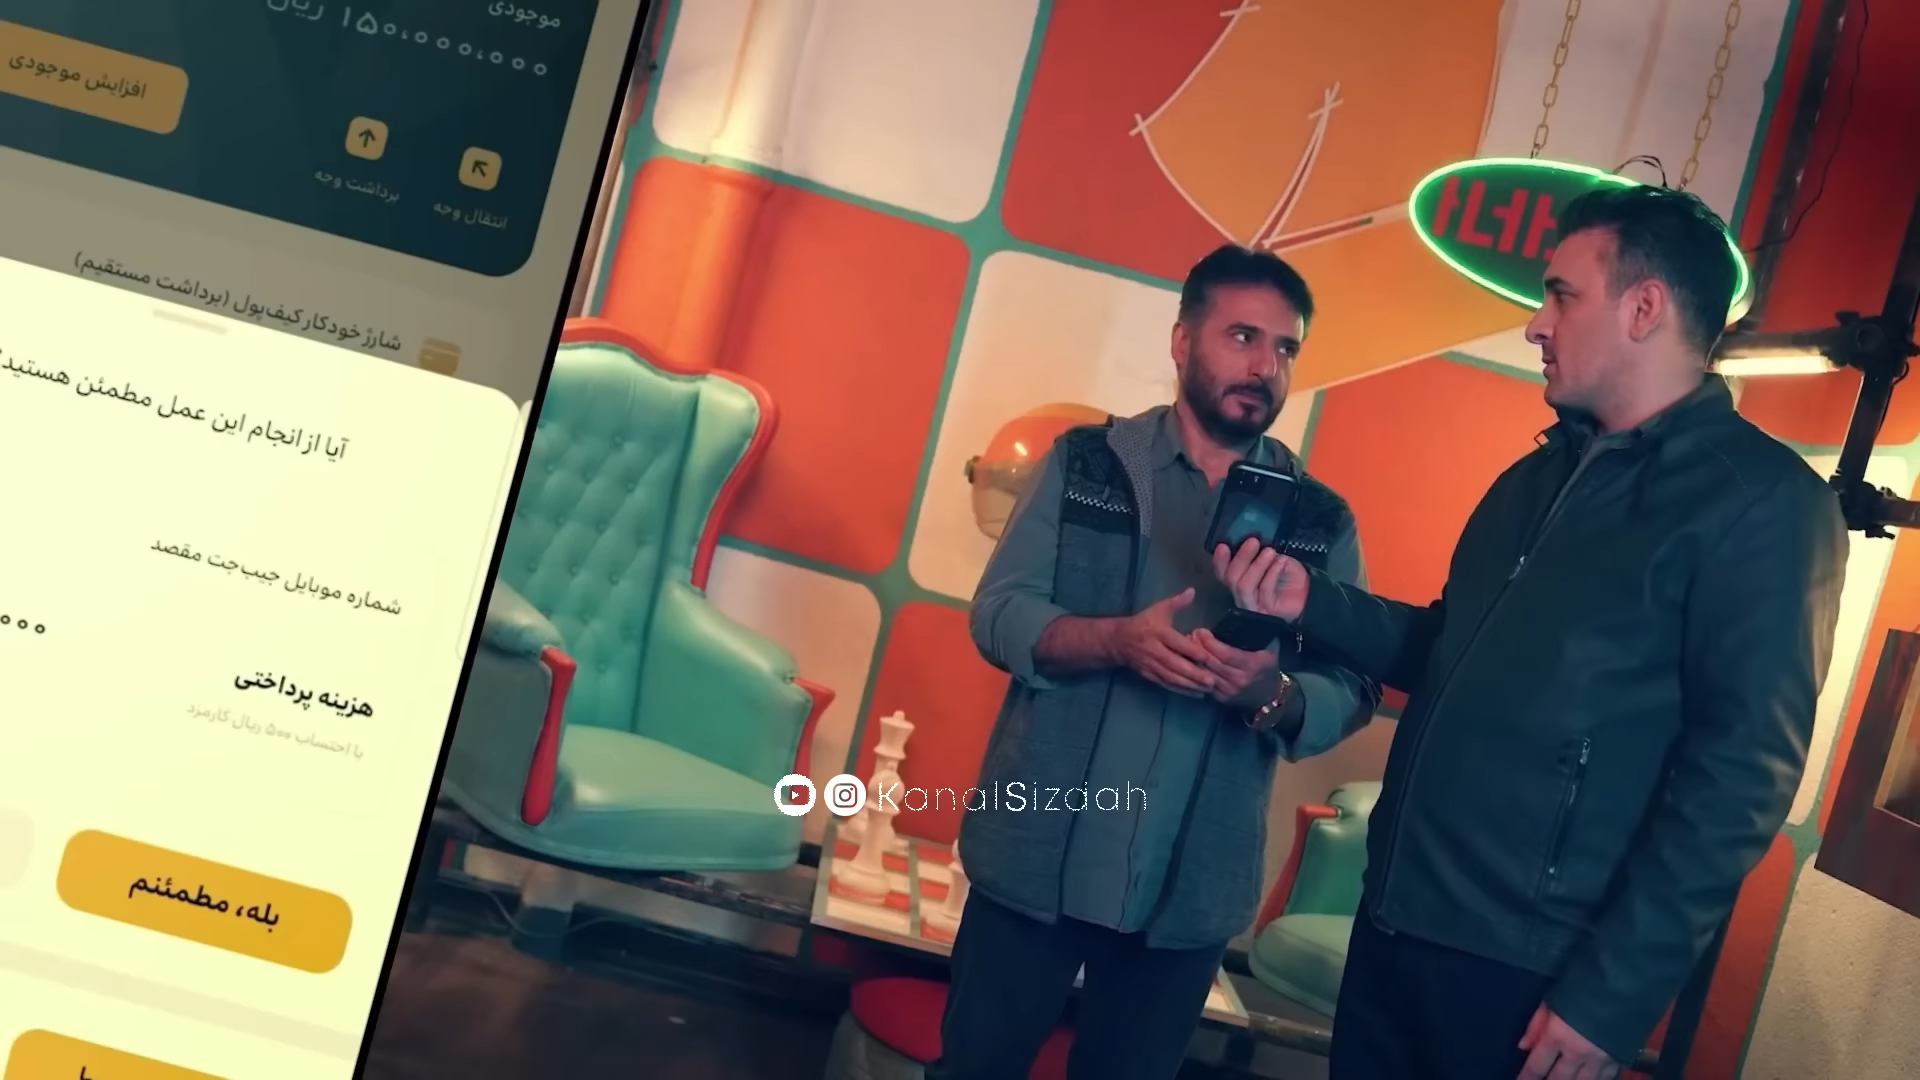 موجودی
۱۵۰,۰۰۰,۰۰۰ ریال
افزایش موجودی
برداشت وجه
انتقال وجه
شارژ خودکار کیف‌پول (برداشت مستقیم)
آیا از انجام این عمل مطمئن هستید؟
شماره موبایل جیب‌جت مقصد
هزینه پرداختی
با احتساب ۵۰۰ ریال کارمزد
بله، مطمئنم
KanalSizdah